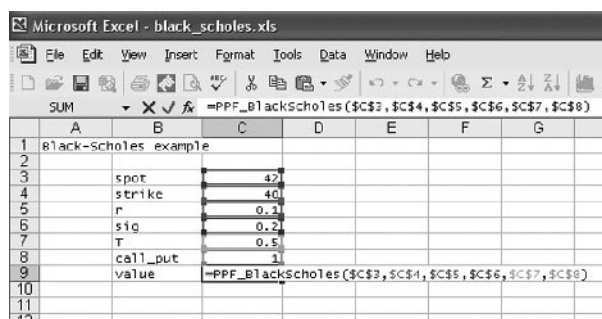 Microsoft Excel - black_scholes.xls
File Edit View Insert Format Tools Data Window Help
SUM =PPF_BlackScholes($C$3,$C$4,$C$5,$C$6,$C$7,$C$8)
A B C D E F G
1 Black-Scholes example
2
3 spot 42
4 strike 40
5 r 0.1
6 sig 0.2
7 T 0.5
8 call_put 1
9 value =PPF_BlackScholes($C$3,$C$4,$C$5,$C$6,$C$7,$C$8)
10
11
12